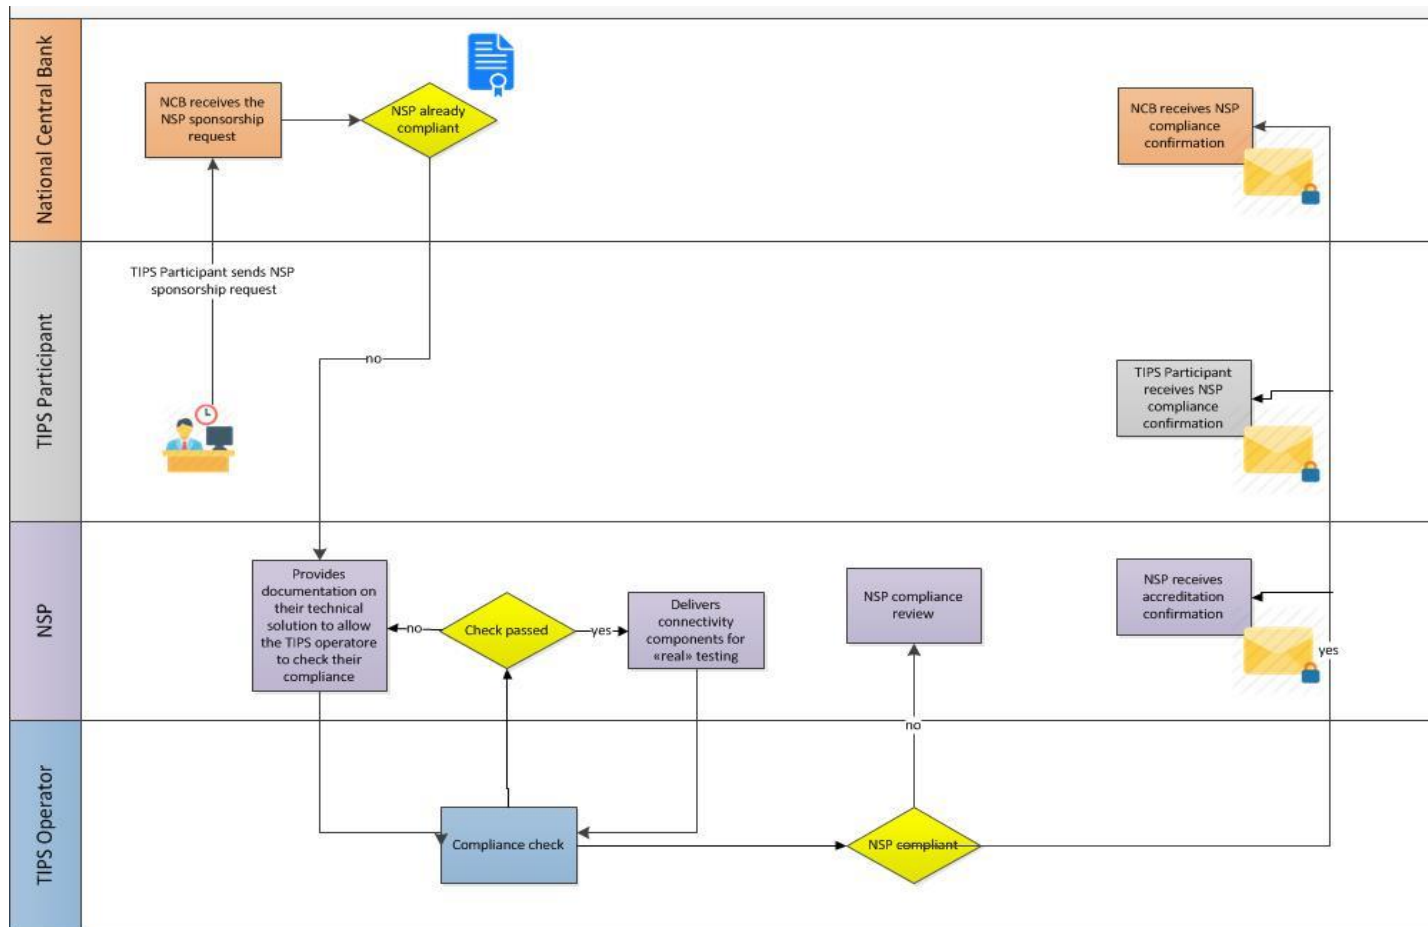 National Central Bank
NCB receives the
NSP sponsorship
request
NSP already
compliant
NCB receives NSP
compliance
confirmation
TIPS Participant
TIPS Participant sends NSP
sponsorship request
no
TIPS Participant
receives NSP
compliance
confirmation
NSP
Provides
documentation on
their technical
solution to allow
the TIPS operatore
to check their
compliance
no
Check passed
yes
Delivers
connectivity
components for
«real» testing
NSP compliance
review
NSP receives
accreditation
confirmation
yes
no
TIPS Operator
Compliance check
NSP compliant